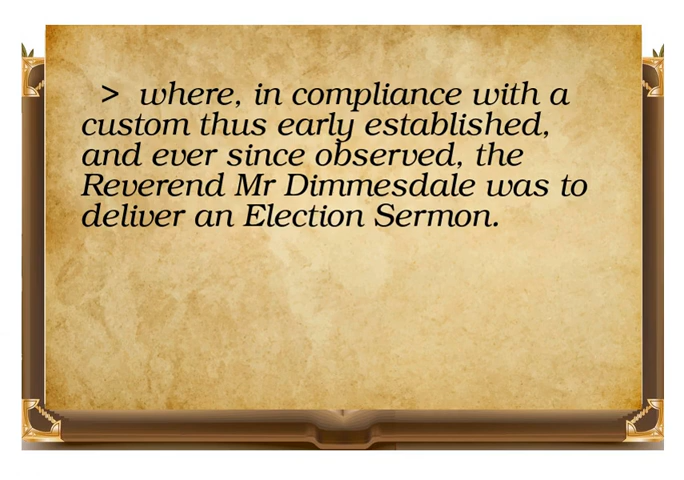 > where, in compliance with a
custom thus early established,
and ever since observed, the
Reverend Mr Dimmesdale was to
deliver an Election Sermon.